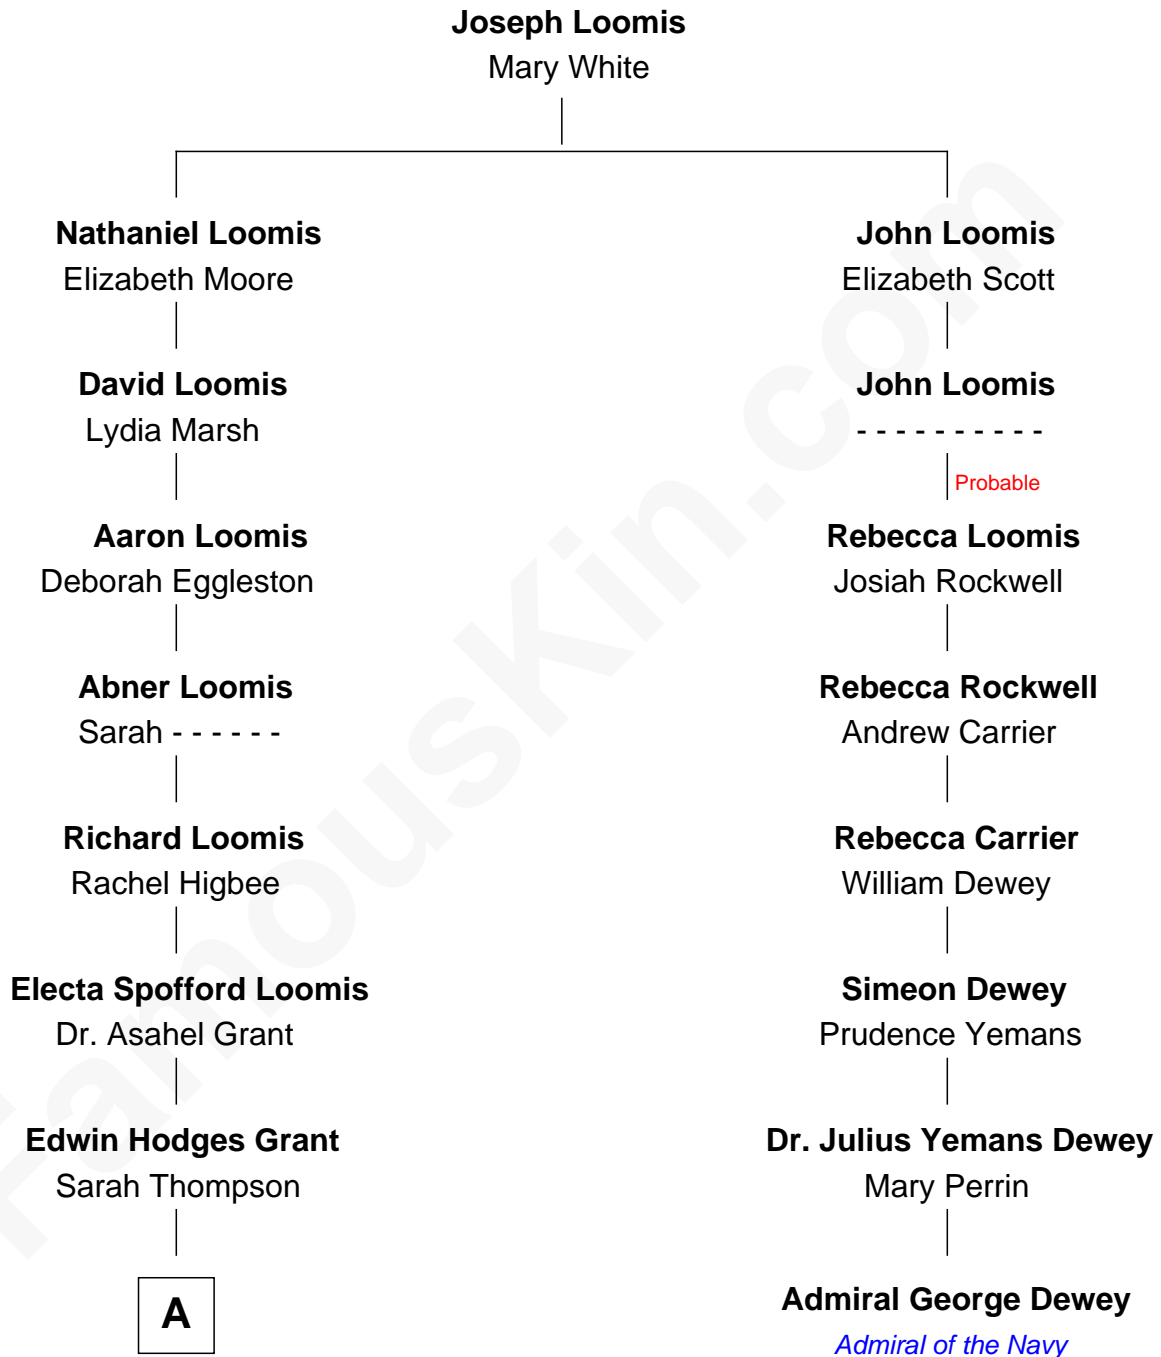 Joseph Loomis
Mary White
Nathaniel Loomis
Elizabeth Moore
John Loomis
Elizabeth Scott
David Loomis
Lydia Marsh
John Loomis
- - - - - - - - - -
Probable
Aaron Loomis
Deborah Eggleston
Rebecca Loomis
Josiah Rockwell
Abner Loomis
Sarah - - - - - -
Rebecca Rockwell
Andrew Carrier
Richard Loomis
Rachel Higbee
Rebecca Carrier
William Dewey
Electa Spofford Loomis
Dr. Asahel Grant
Simeon Dewey
Prudence Yemans
Edwin Hodges Grant
Sarah Thompson
Dr. Julius Yemans Dewey
Mary Perrin
A
Admiral George Dewey
Admiral of the Navy
FamousKin.com